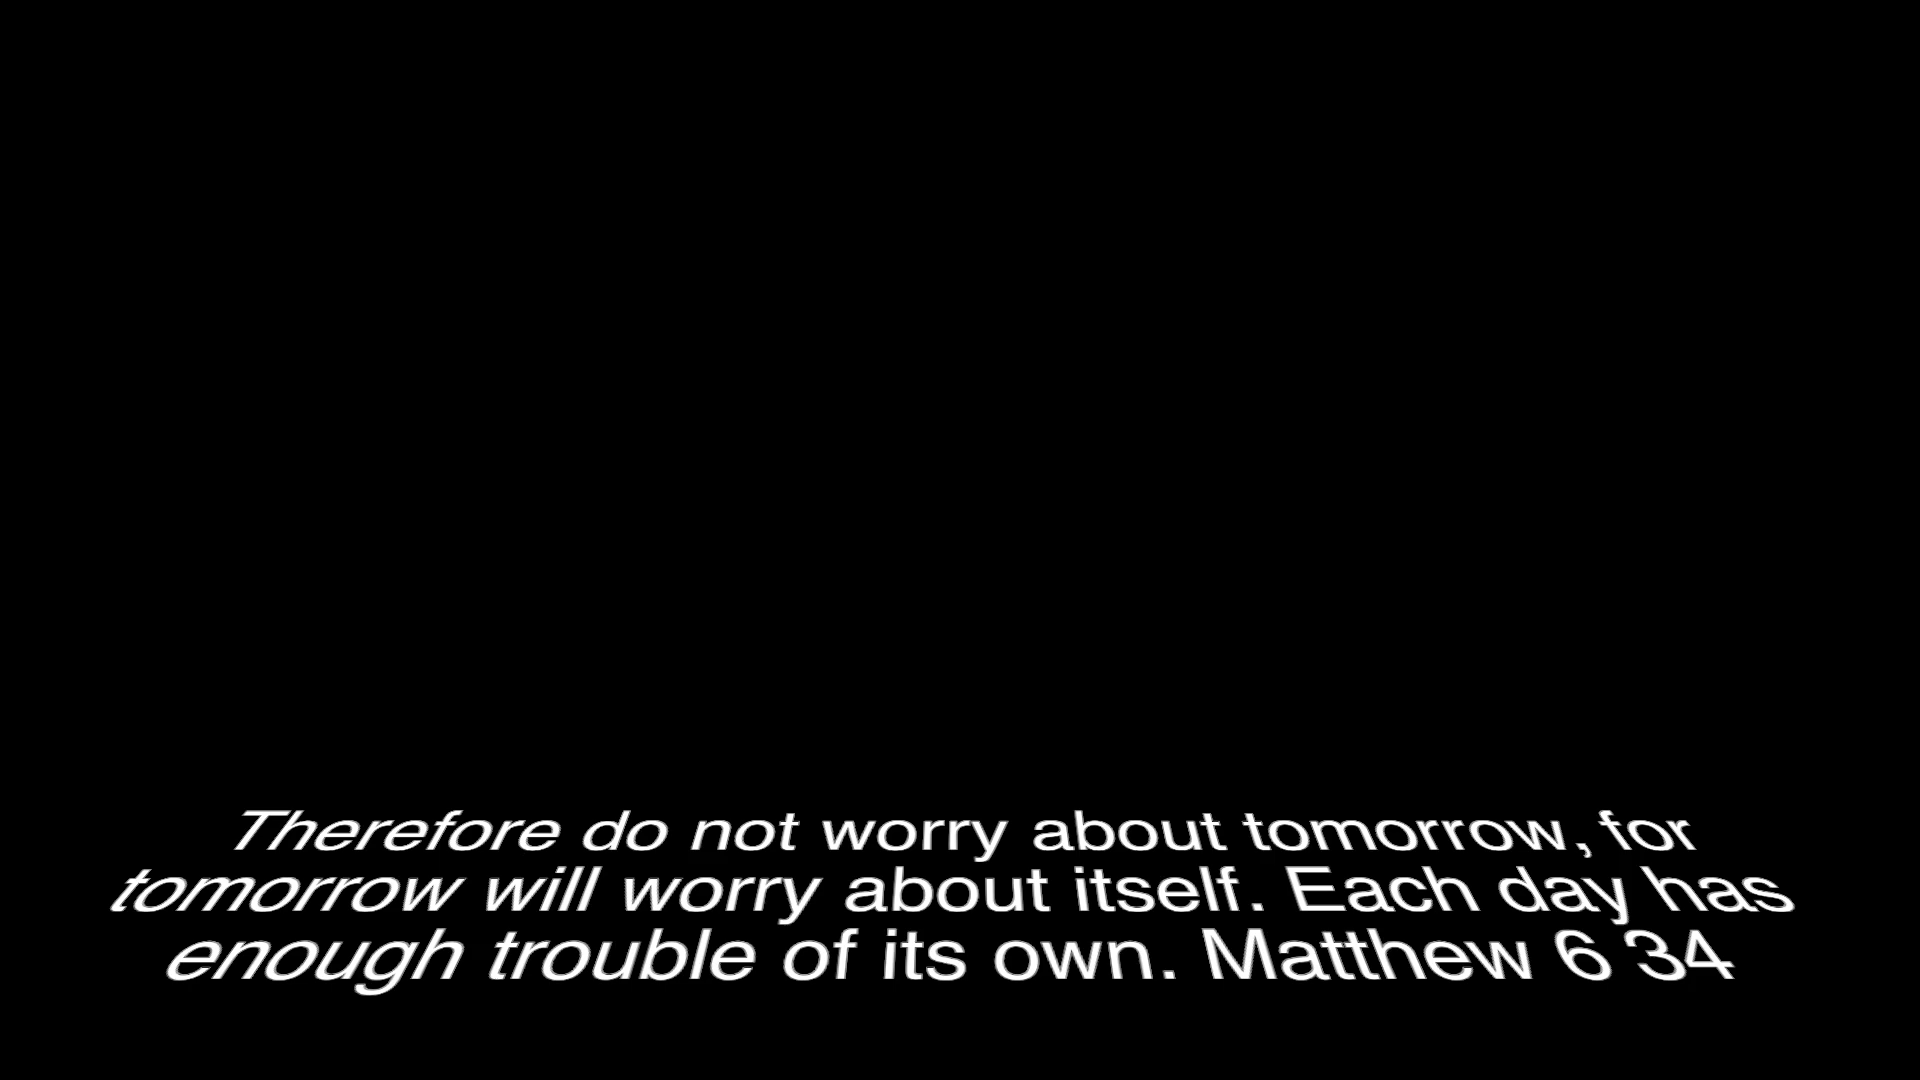 Therefore do not worry about tomorrow, for
tomorrow will worry about itself. Each day has
enough trouble of its own. Matthew 6 34